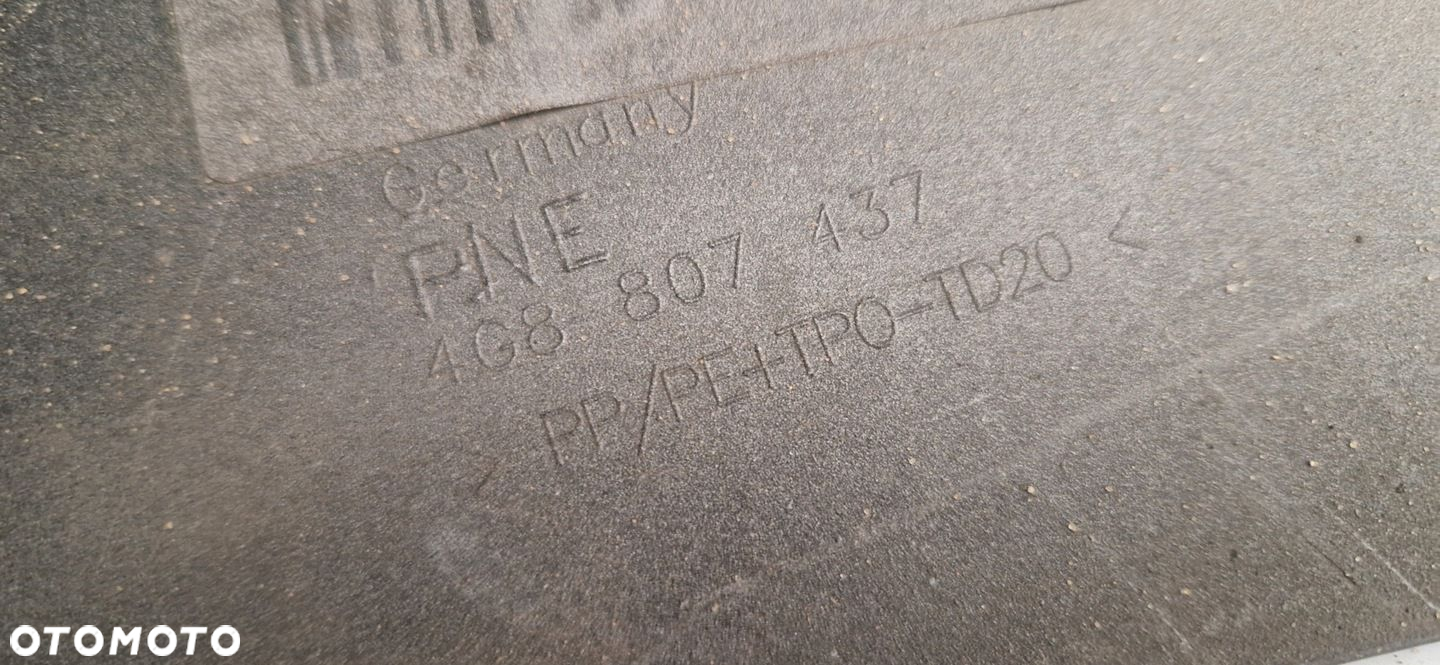 Germany
PNE
4G8 807 437
< PP/PE+TPO-TD20 <
OTOMOTO